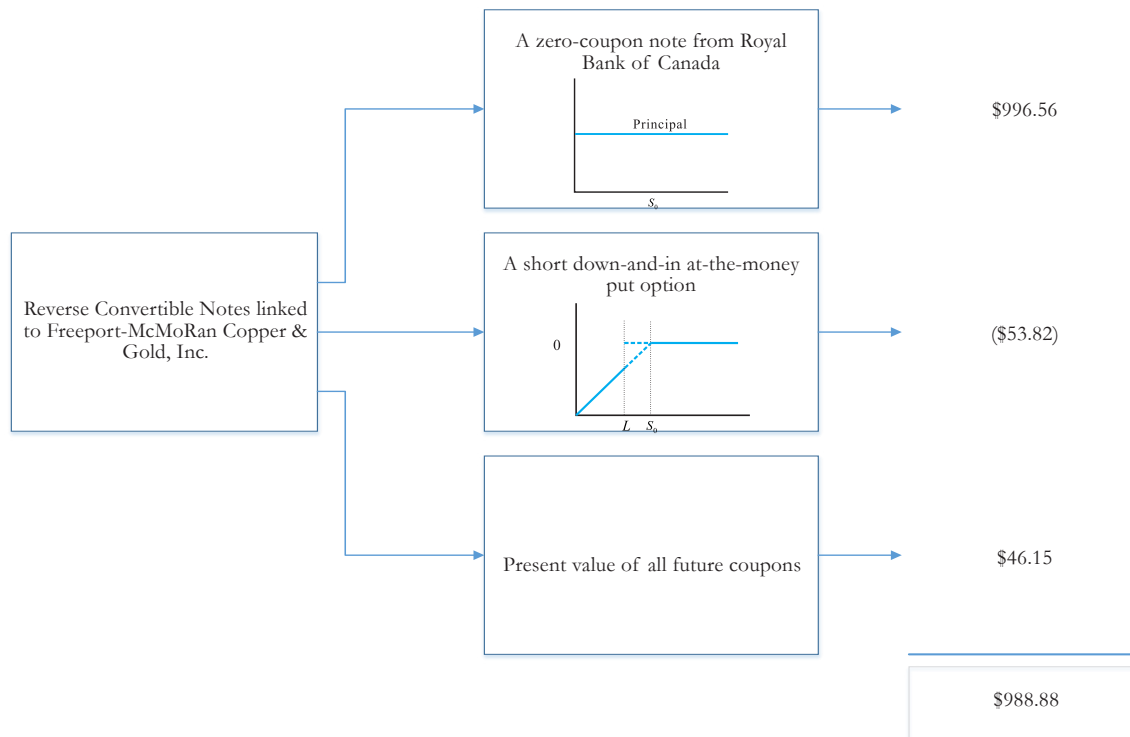 A zero-coupon note from Royal
Bank of Canada
Principal
S₀
$996.56
Reverse Convertible Notes linked
to Freeport-McMoRan Copper &
Gold, Inc.
A short down-and-in at-the-money
put option
0
L S₀
($53.82)
Present value of all future coupons
$46.15
$988.88